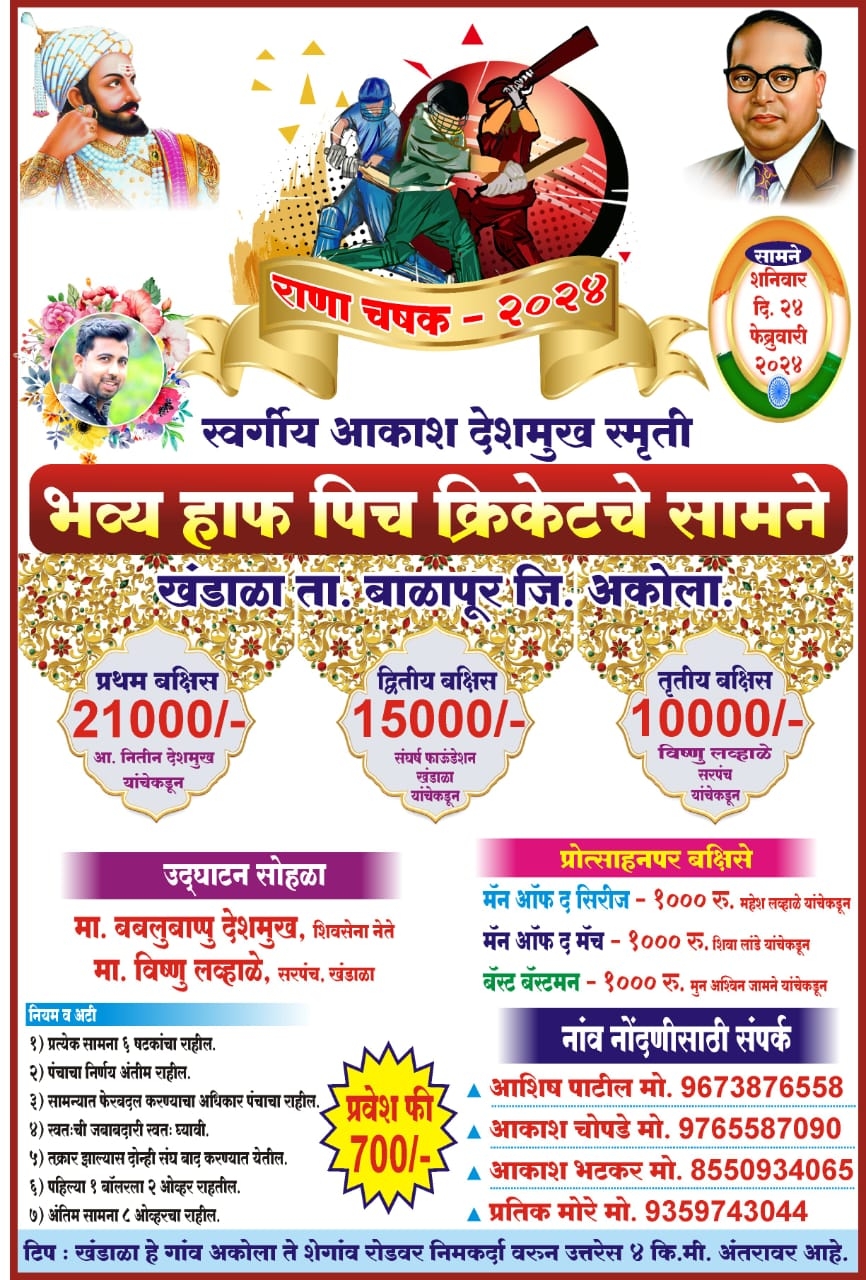 राणा चषक - २०२४
सामने
शनिवार
दि. २४
फेब्रुवारी
२०२४
स्वर्गीय आकाश देशमुख स्मृती
भव्य हाफ पिच क्रिकेटचे सामने
खंडाळा ता. बाळापूर जि. अकोला.
प्रथम बक्षिस
21000/-
आ. नितीन देशमुख
यांचेकडून
द्वितीय बक्षिस
15000/-
संघर्ष फाऊंडेशन
खंडाळा
यांचेकडून
तृतीय बक्षिस
10000/-
विष्णु लव्हाळे
सरपंच
यांचेकडून
उद्घाटन सोहळा
मा. बबलुबाप्पु देशमुख, शिवसेना नेते
मा. विष्णु लव्हाळे, सरपंच, खंडाळा
प्रोत्साहनपर बक्षिसे
मॅन ऑफ द सिरीज - १००० रु. महेश लव्हाळे यांचेकडून
मॅन ऑफ द मॅच - १००० रु. शिवा लांडे यांचेकडून
बॅस्ट बॅस्टमन - १००० रु. मुन अश्विन जामने यांचेकडून
नियम व अटी
१) प्रत्येक सामना ६ षटकांचा राहील.
२) पंचाचा निर्णय अंतीम राहील.
३) सामन्यात फेरबदल करण्याचा अधिकार पंचाचा राहील.
४) स्वतःची जबाबदारी स्वतः घ्यावी.
५) तक्रार झाल्यास दोन्ही संघ बाद करण्यात येतील.
६) पहिल्या १ बॉलरला २ ओव्हर राहतील.
७) अंतिम सामना ८ ओव्हरचा राहील.
प्रवेश फी
700/-
नांव नोंदणीसाठी संपर्क
▲ आशिष पाटील मो. 9673876558
▲ आकाश चोपडे मो. 9765587090
▲ आकाश भटकर मो. 8550934065
▲ प्रतिक मोरे मो. 9359743044
टिप : खंडाळा हे गांव अकोला ते शेगांव रोडवर निमकर्दा वरुन उत्तरेस ४ कि.मी. अंतरावर आहे.